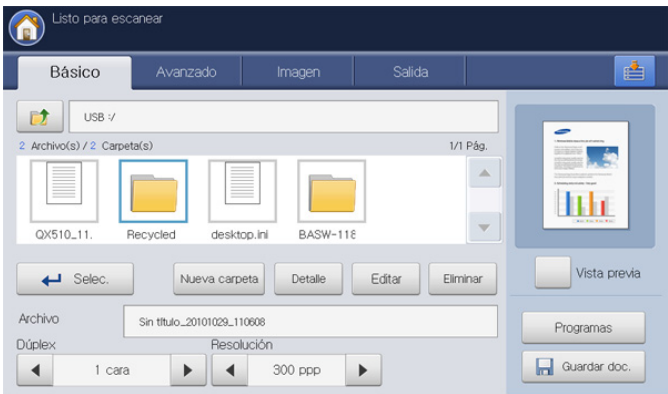 Listo para escanear
Básico
Avanzado
Imagen
Salida
USB :/
2 Archivo(s) / 2 Carpeta(s)
1/1 Pág.
QX510_11.
Recycled
desktop.ini
BASW-118
Selec.
Nueva carpeta
Detalle
Editar
Eliminar
Vista previa
Archivo
Sin título_20101029_110608
Programas
Dúplex
Resolución
1 cara
300 ppp
Guardar doc.